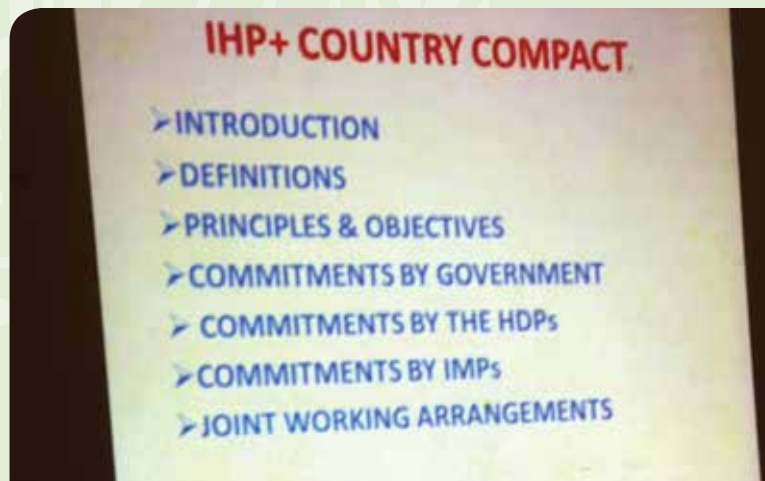 IHP+ COUNTRY COMPACT
➢INTRODUCTION
➢DEFINITIONS
➢PRINCIPLES & OBJECTIVES
➢COMMITMENTS BY GOVERNMENT
➢ COMMITMENTS BY THE HDPs
➢COMMITMENTS BY IMPs
➢JOINT WORKING ARRANGEMENTS